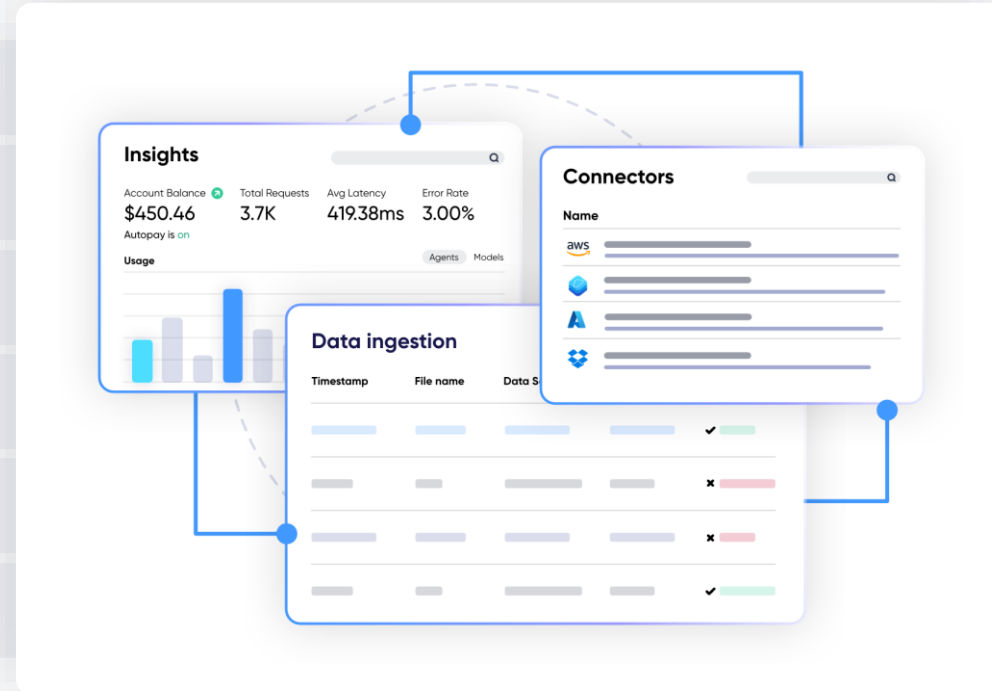 Insights
Account Balance Total Requests Avg Latency Error Rate
$450.46 3.7K 419.38ms 3.00%
Autopay is on
Usage Agents Models
Connectors
Name
aws
Data ingestion
Timestamp File name Data S